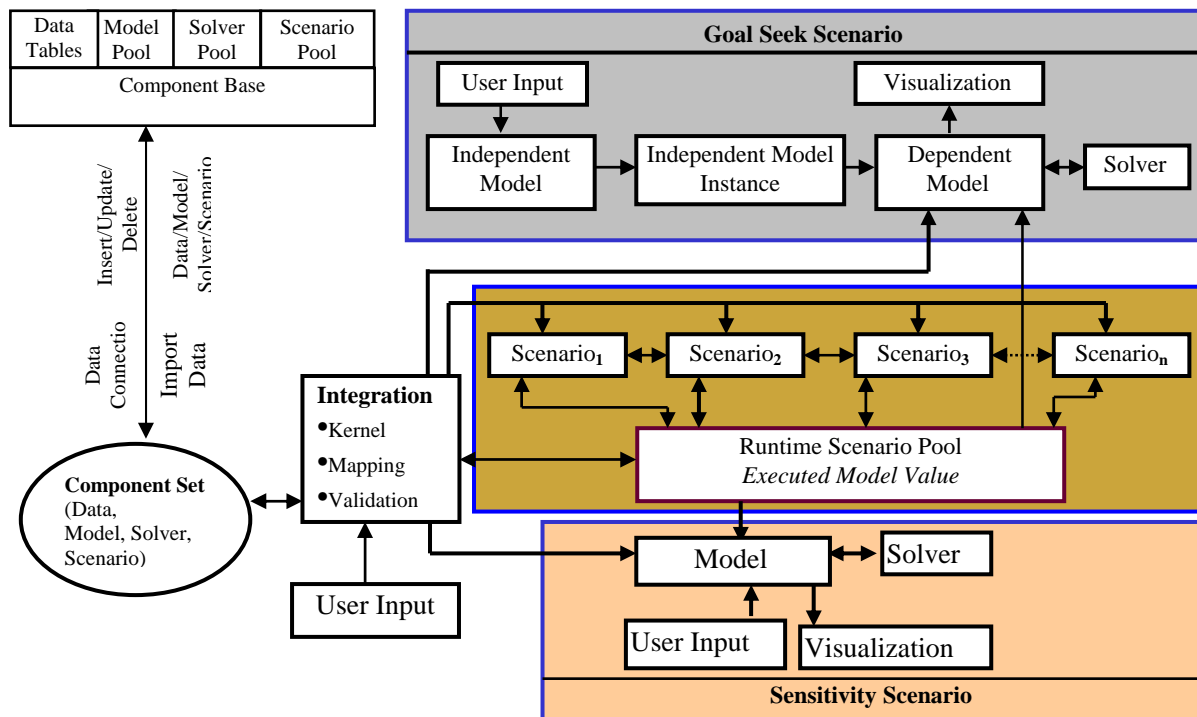 Data
Tables
Model
Pool
Solver
Pool
Scenario
Pool
Component Base
Insert/Update/
Delete
Data/Model/
Solver/Scenario
Data
Connectio
Import
Data
Component Set
(Data,
Model, Solver,
Scenario)
Integration
•Kernel
•Mapping
•Validation
User Input
Goal Seek Scenario
User Input
Visualization
Independent
Model
Independent Model
Instance
Dependent
Model
Solver
Scenario1
Scenario2
Scenario3
Scenarion
Runtime Scenario Pool
Executed Model Value
Model
Solver
User Input
Visualization
Sensitivity Scenario